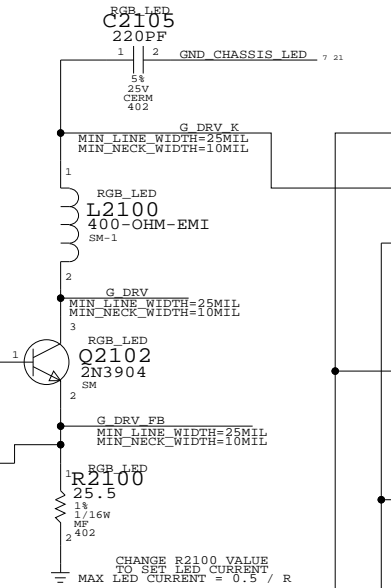 RGB_LED
C2105
220PF
1 2 GND_CHASSIS_LED 7 21
5%
25V
CERM
402
G_DRV_K
MIN_LINE_WIDTH=25MIL
MIN_NECK_WIDTH=10MIL
1
RGB_LED
L2100
400-OHM-EMI
SM-1
2
G_DRV
MIN_LINE_WIDTH=25MIL
MIN_NECK_WIDTH=10MIL
3
RGB_LED
1 Q2102
2N3904
SM
2
G_DRV_FB
MIN_LINE_WIDTH=25MIL
MIN_NECK_WIDTH=10MIL
1 RGB_LED
R2100
25.5
1%
1/16W
MF
2 402
CHANGE R2100 VALUE
TO SET LED CURRENT
MAX LED CURRENT = 0.5 / R